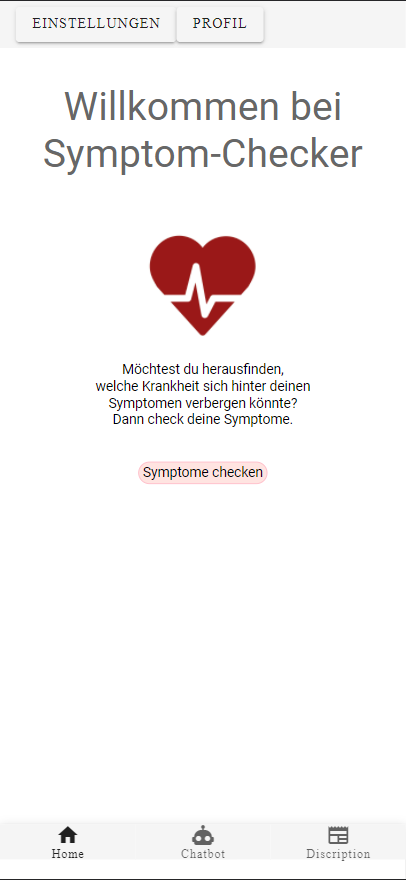 EINSTELLUNGEN PROFIL
Willkommen bei
Symptom-Checker
Möchtest du herausfinden,
welche Krankheit sich hinter deinen
Symptomen verbergen könnte?
Dann check deine Symptome.
Symptome checken
Home Chatbot Discription